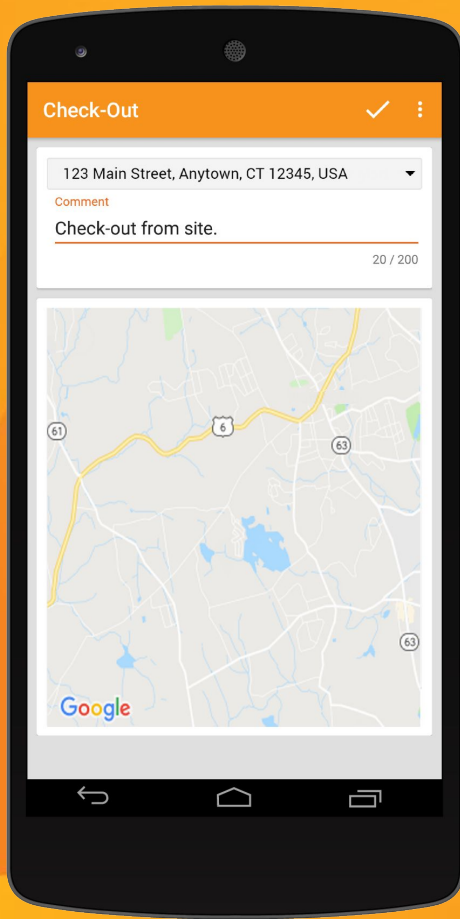 Check-Out
123 Main Street, Anytown, CT 12345, USA
Comment
Check-out from site.
20 / 200
61
6
63
63
Google